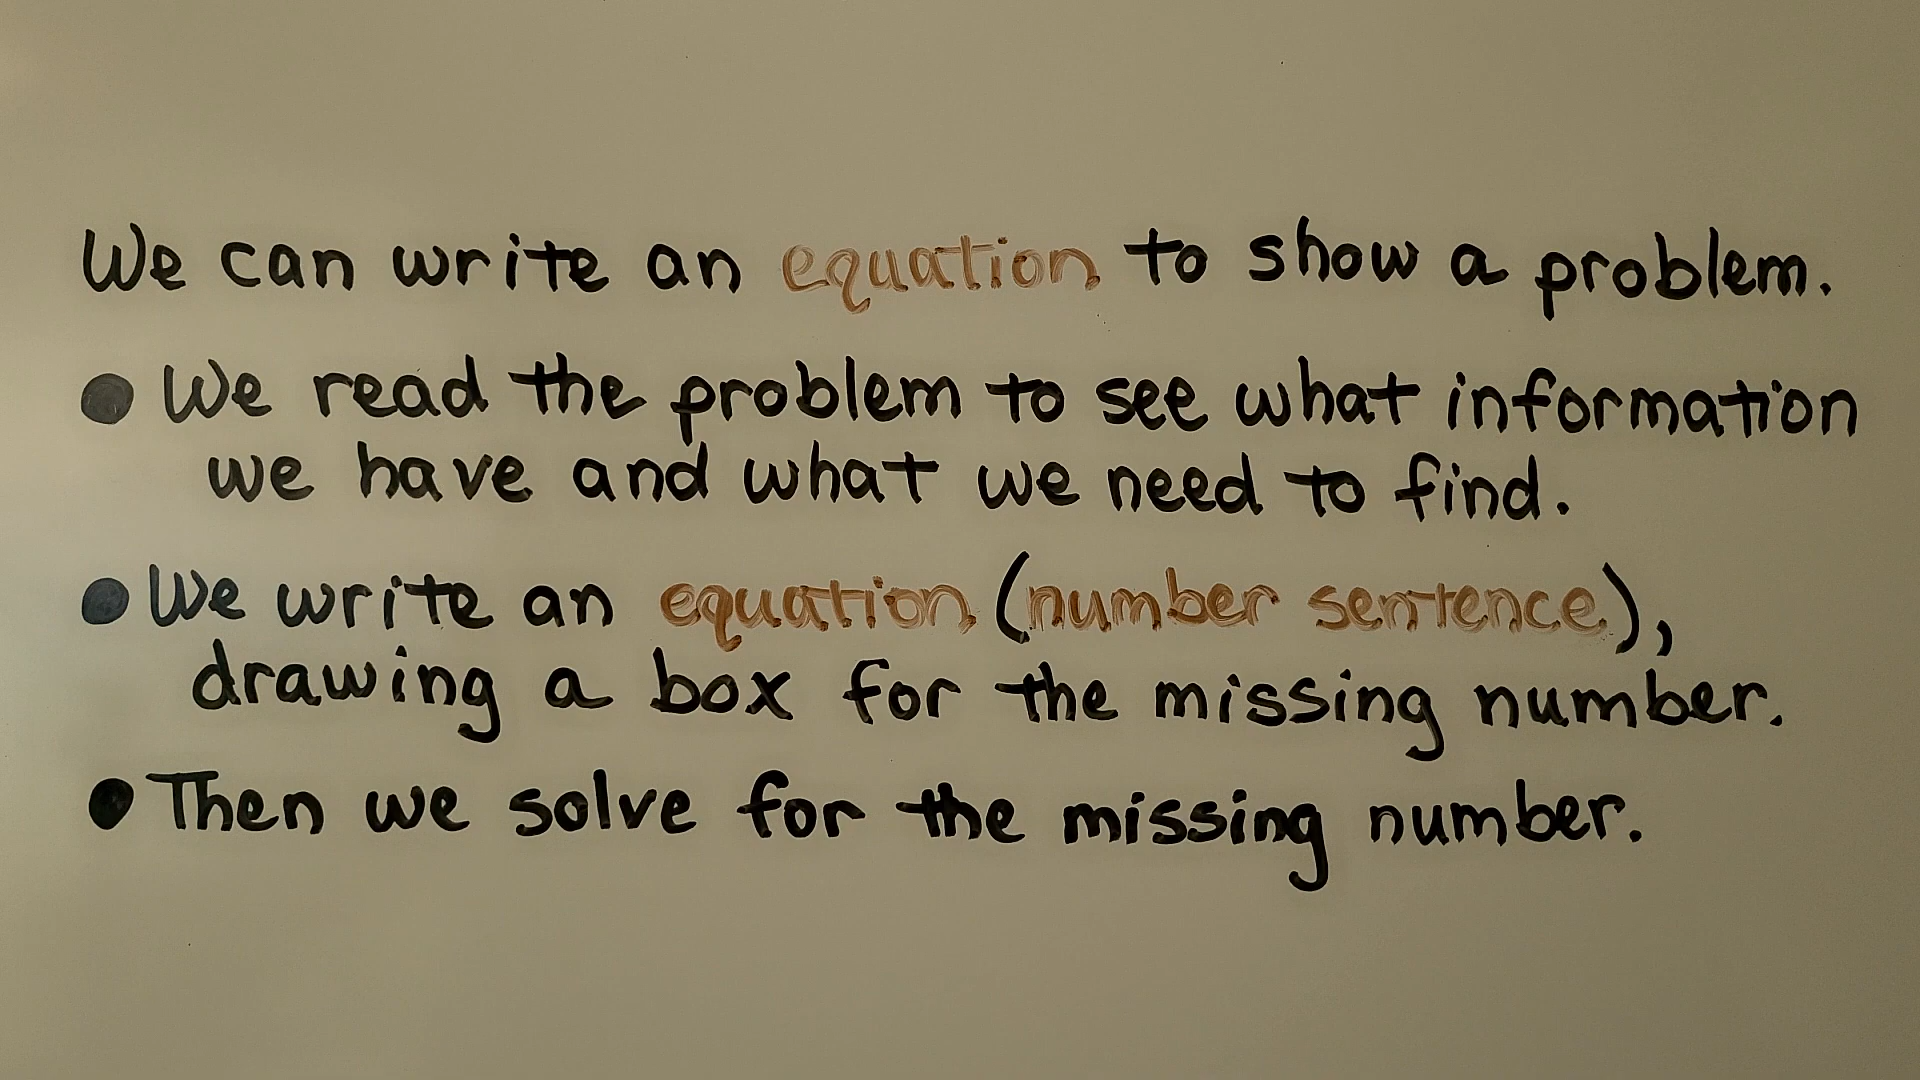 We can write an equation to show a problem.
● We read the problem to see what information
we have and what we need to find.
● We write an equation (number sentence),
drawing a box for the missing number.
● Then we solve for the missing number.